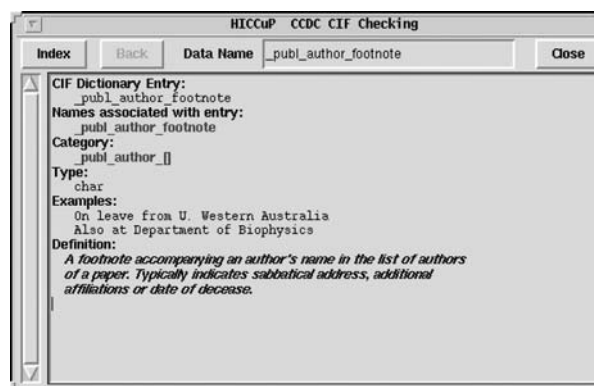 HICCuP CCDC CIF Checking
Index Back Data Name _publ_author_footnote Close
CIF Dictionary Entry:
_publ_author_footnote
Names associated with entry:
_publ_author_footnote
Category:
_publ_author_[]
Type:
char
Examples:
On leave from U. Western Australia
Also at Department of Biophysics
Definition:
A footnote accompanying an author's name in the list of authors
of a paper. Typically indicates sabbatical address, additional
affiliations or date of decease.